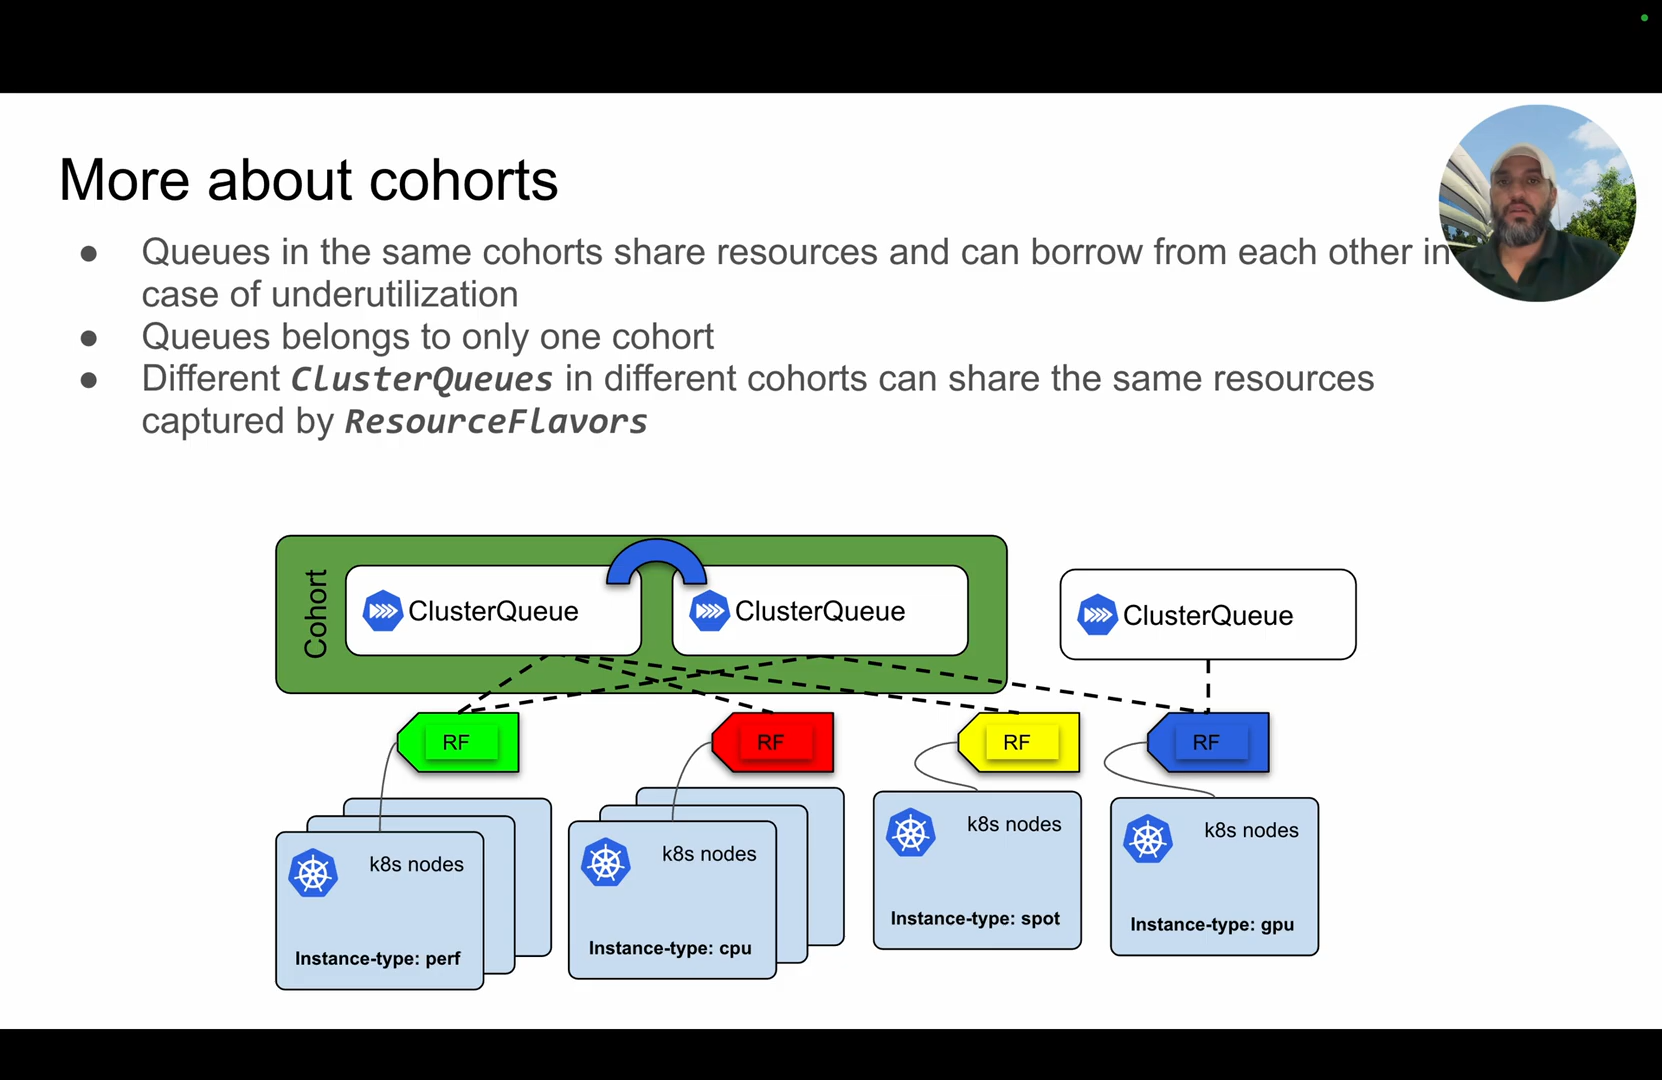 More about cohorts
● Queues in the same cohorts share resources and can borrow from each other in
case of underutilization
● Queues belongs to only one cohort
● Different ClusterQueues in different cohorts can share the same resources
captured by ResourceFlavors
Cohort
ClusterQueue
ClusterQueue
ClusterQueue
RF
RF
RF
RF
k8s nodes
Instance-type: perf
k8s nodes
Instance-type: cpu
k8s nodes
Instance-type: spot
k8s nodes
Instance-type: gpu